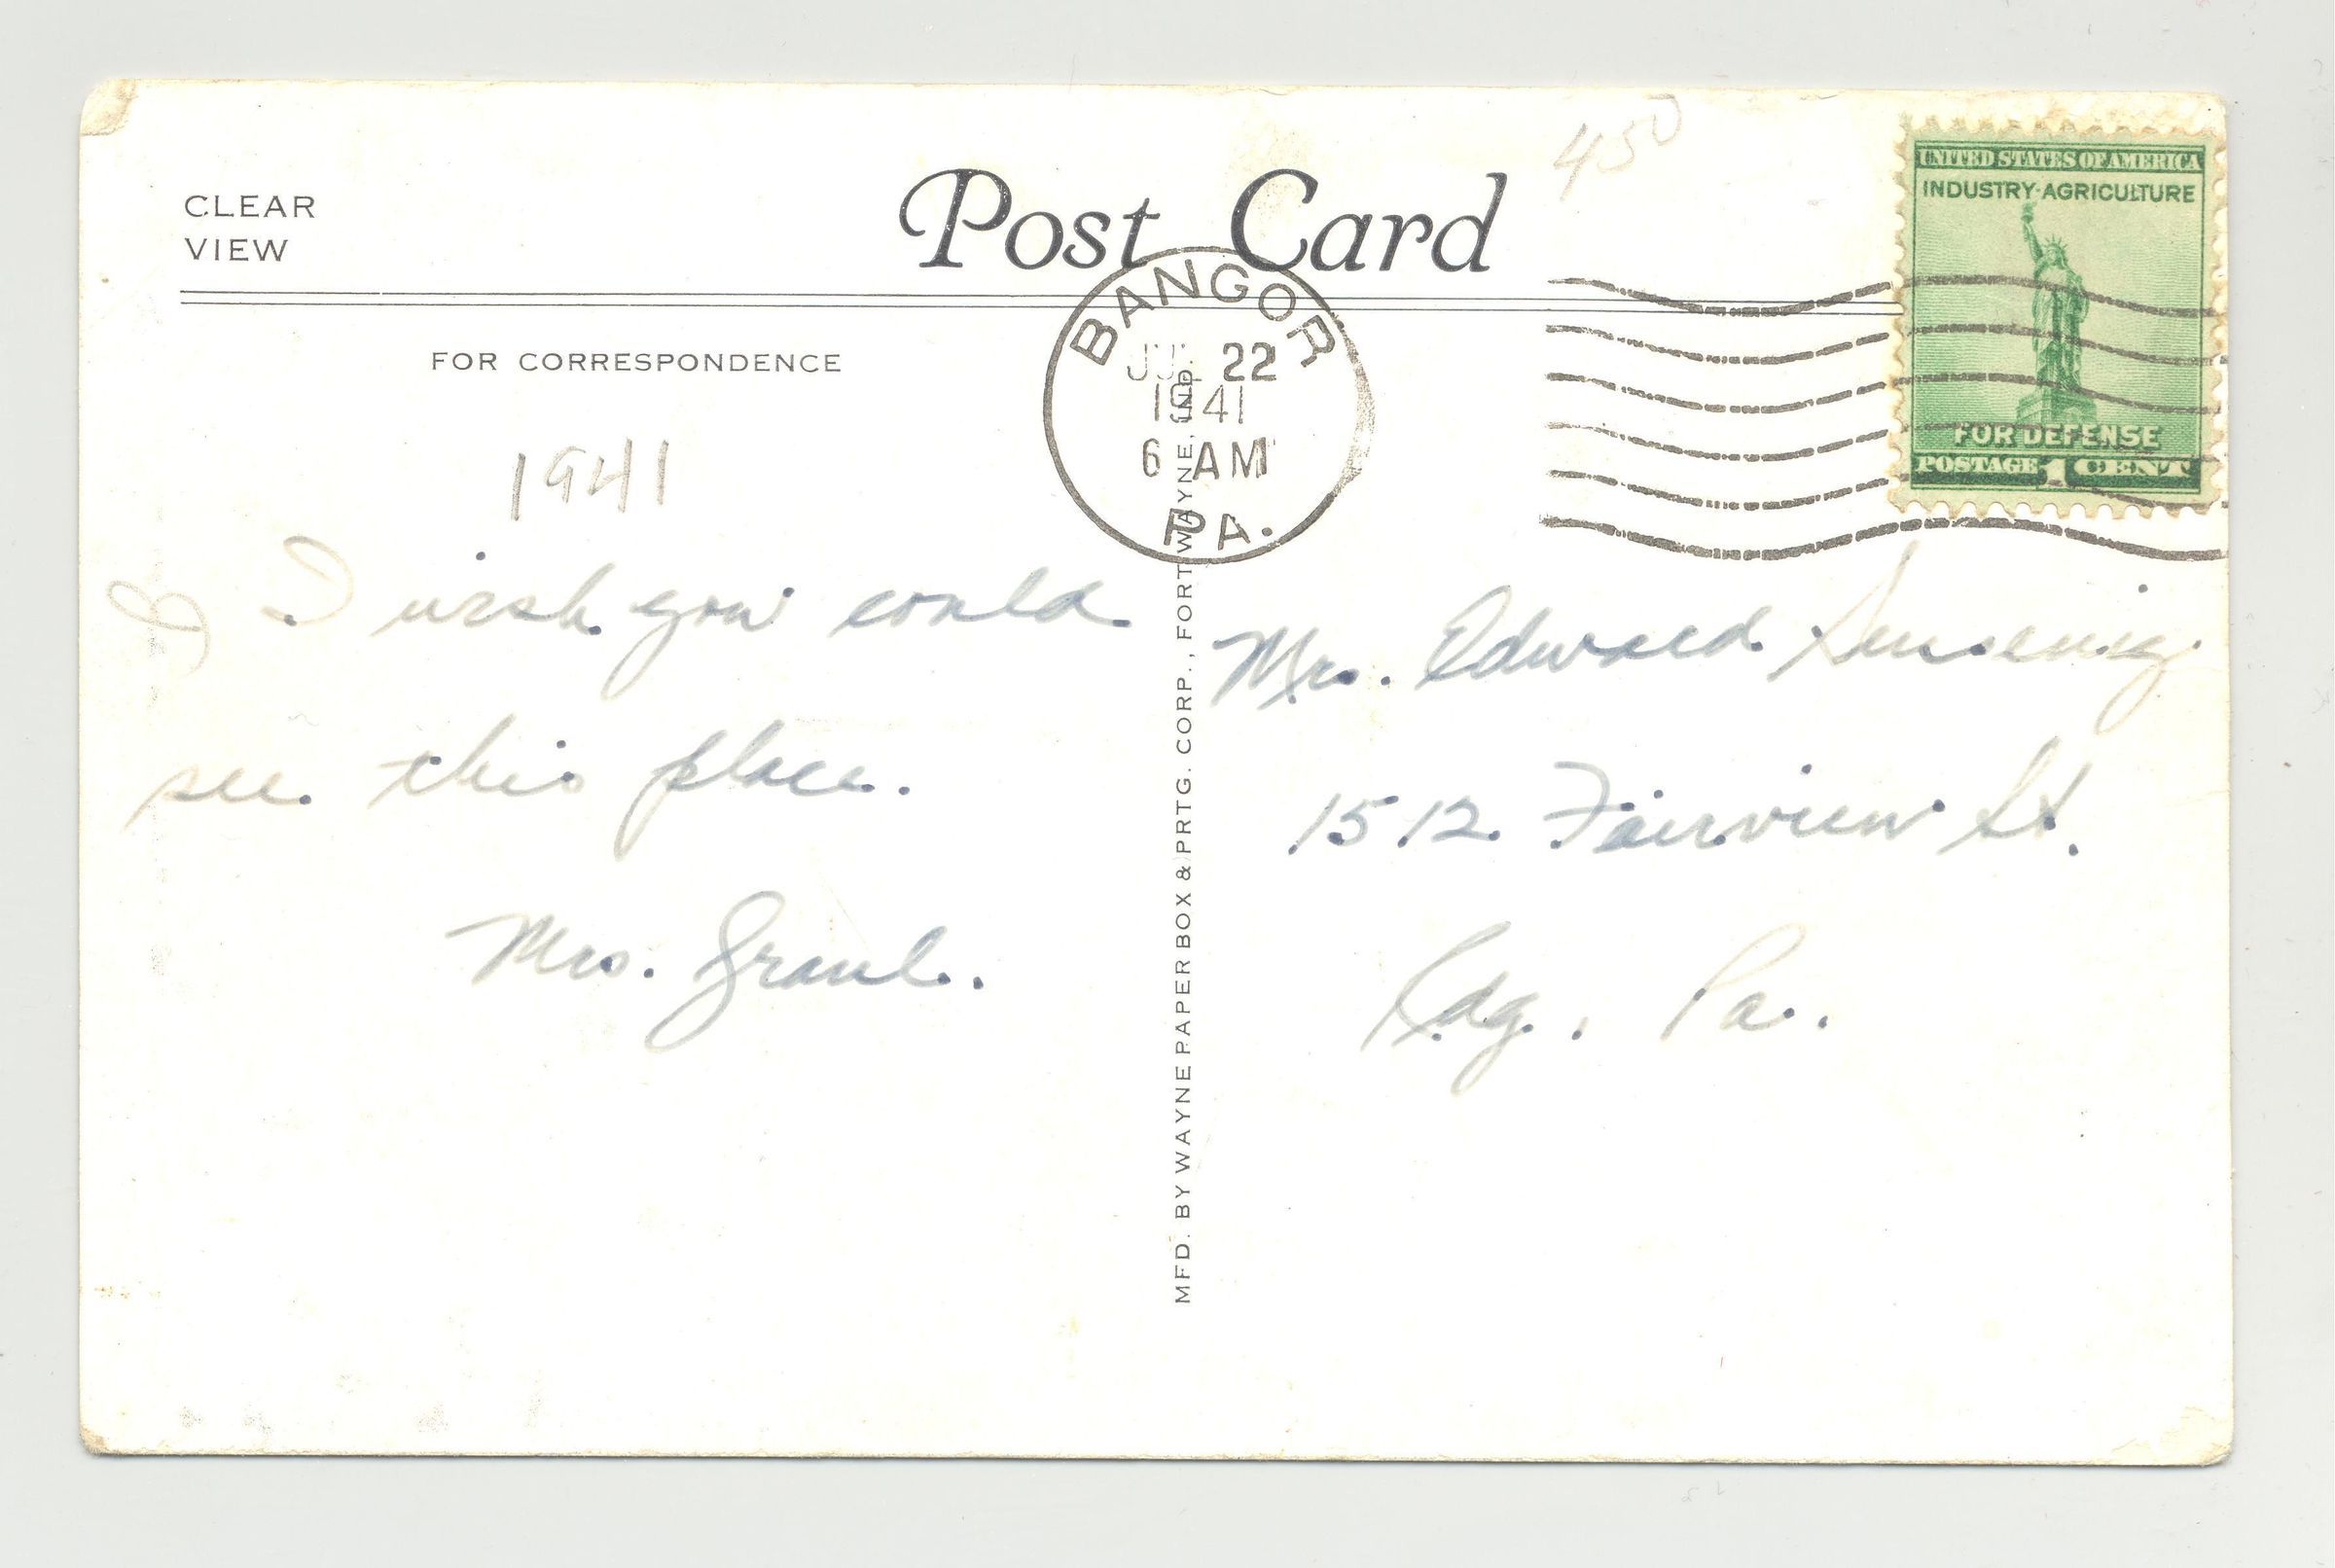 CLEAR
VIEW
Post Card
450
UNITED STATES OF AMERICA
INDUSTRY·AGRICULTURE
FOR DEFENSE
POSTAGE 1 CENT
BANGOR
22
1941
6 AM
PA.
FOR CORRESPONDENCE
1941
I wish you could
see this place.
Mrs. Graul.
MFD. BY WAYNE PAPER BOX & PRTG. CORP., FORT WAYNE, IND.
Mrs. Edward Sensenig
1512 Fairview St.
Rdg. Pa.